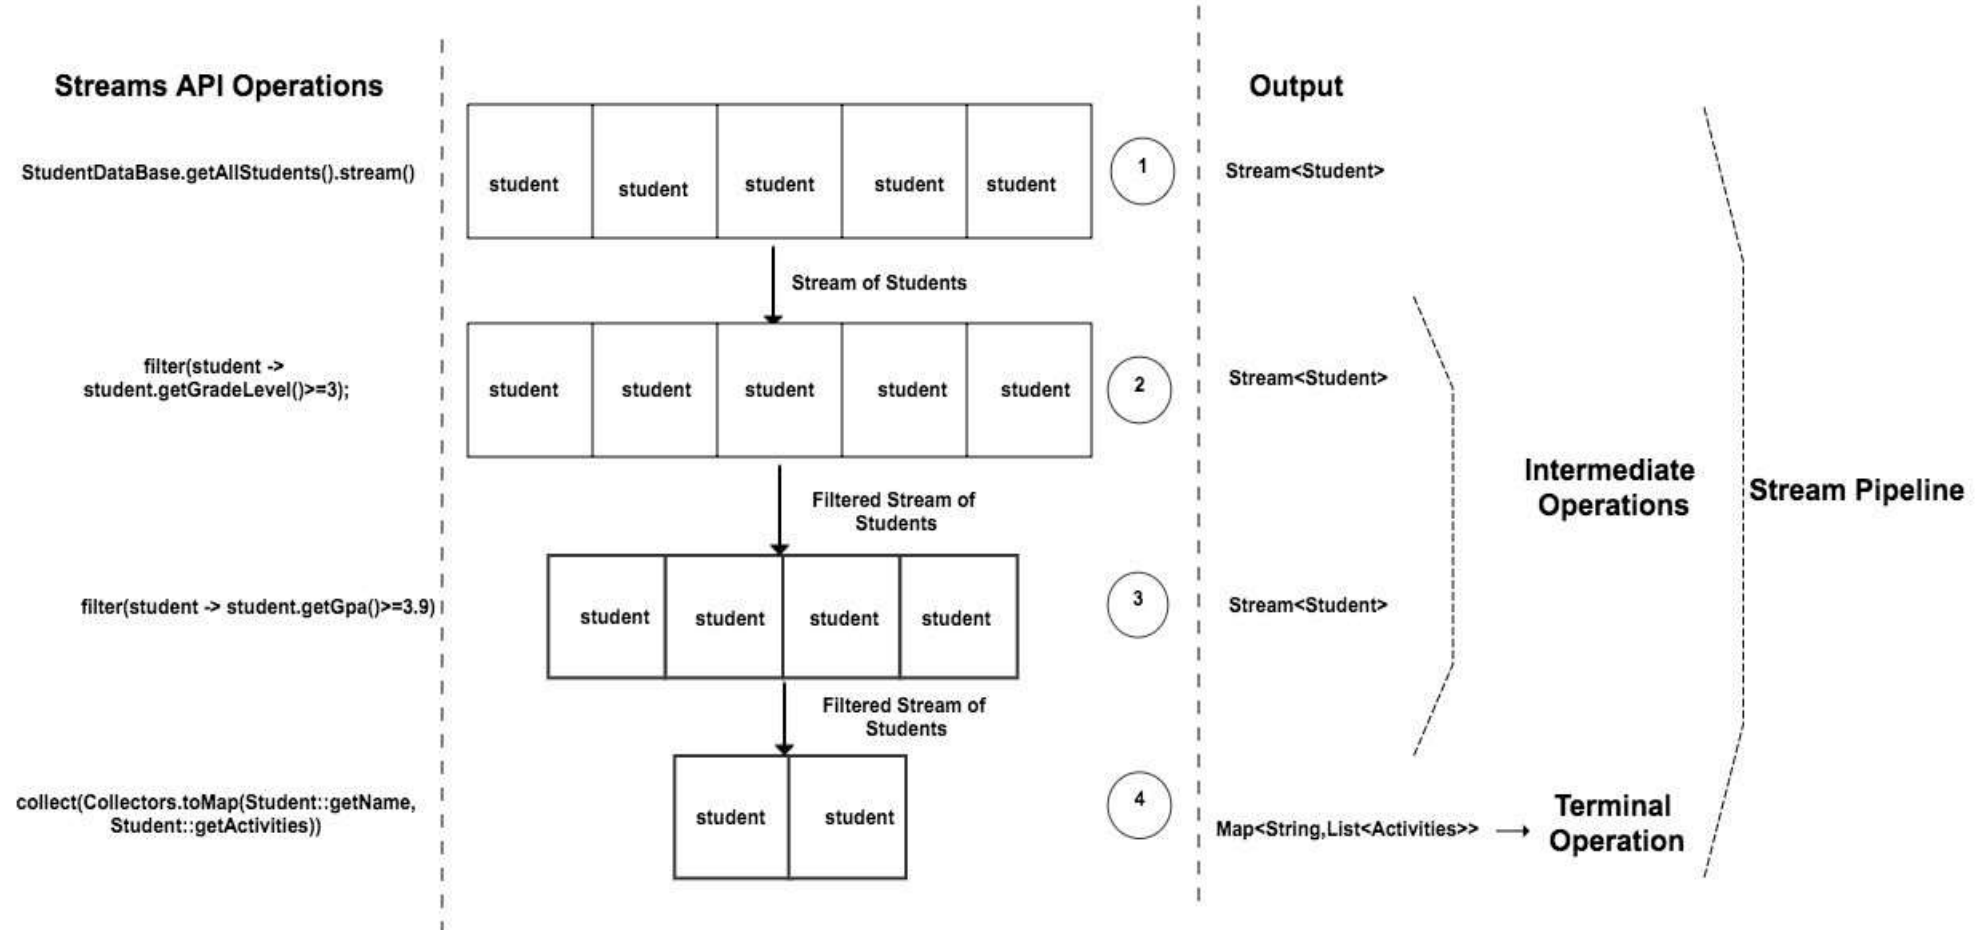 Streams API Operations
Output
StudentDataBase.getAllStudents().stream()
student
student
student
student
student
1
Stream<Student>
Stream of Students
filter(student ->
student.getGradeLevel()>=3);
student
student
student
student
student
2
Stream<Student>
Filtered Stream of
Students
Intermediate
Operations
Stream Pipeline
filter(student -> student.getGpa()>=3.9)
student
student
student
student
3
Stream<Student>
Filtered Stream of
Students
collect(Collectors.toMap(Student::getName,
Student::getActivities))
student
student
4
Map<String,List<Activities>>
Terminal
Operation